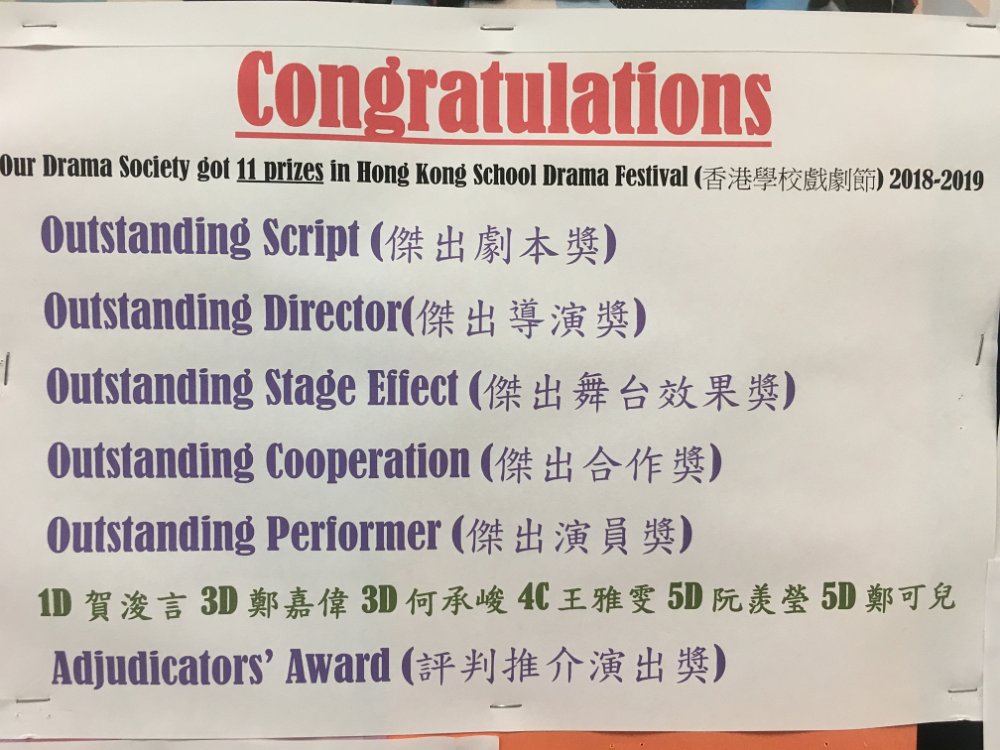 Congratulations
Our Drama Society got 11 prizes in Hong Kong School Drama Festival (香港學校戲劇節) 2018-2019
Outstanding Script (傑出劇本獎)
Outstanding Director(傑出導演獎)
Outstanding Stage Effect (傑出舞台效果獎)
Outstanding Cooperation (傑出合作獎)
Outstanding Performer (傑出演員獎)
1D 賀浚言 3D 鄭嘉偉 3D 何承峻 4C 王雅雯 5D 阮羨瑩 5D 鄭可兒
Adjudicators’ Award (評判推介演出獎)